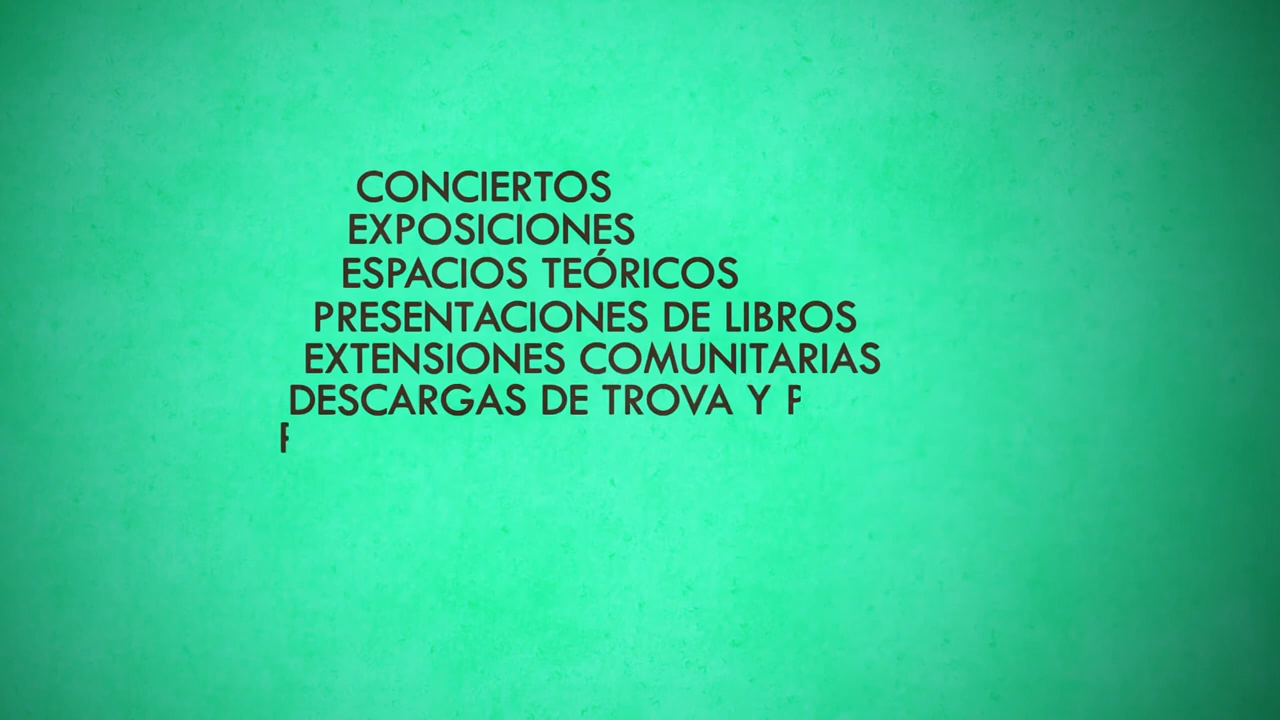 CONCIERTOS
EXPOSICIONES
ESPACIOS TEÓRICOS
PRESENTACIONES DE LIBROS
EXTENSIONES COMUNITARIAS
DESCARGAS DE TROVA Y